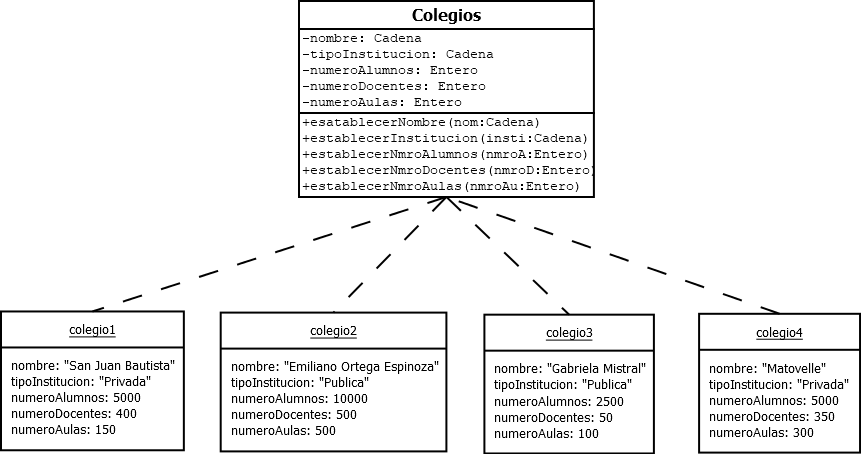 Colegios
-nombre: Cadena
-tipoInstitucion: Cadena
-numeroAlumnos: Entero
-numeroDocentes: Entero
-numeroAulas: Entero
+esatablecerNombre(nom:Cadena)
+establecerInstitucion(insti:Cadena)
+establecerNmroAlumnos(nmroA:Entero)
+establecerNmroDocentes(nmroD:Entero)
+establecerNmroAulas(nmroAu:Entero)
colegio1
nombre: "San Juan Bautista"
tipoInstitucion: "Privada"
numeroAlumnos: 5000
numeroDocentes: 400
numeroAulas: 150
colegio2
nombre: "Emiliano Ortega Espinoza"
tipoInstitucion: "Publica"
numeroAlumnos: 10000
numeroDocentes: 500
numeroAulas: 500
colegio3
nombre: "Gabriela Mistral"
tipoInstitucion: "Publica"
numeroAlumnos: 2500
numeroDocentes: 50
numeroAulas: 100
colegio4
nombre: "Matovelle"
tipoInstitucion: "Privada"
numeroAlumnos: 5000
numeroDocentes: 350
numeroAulas: 300